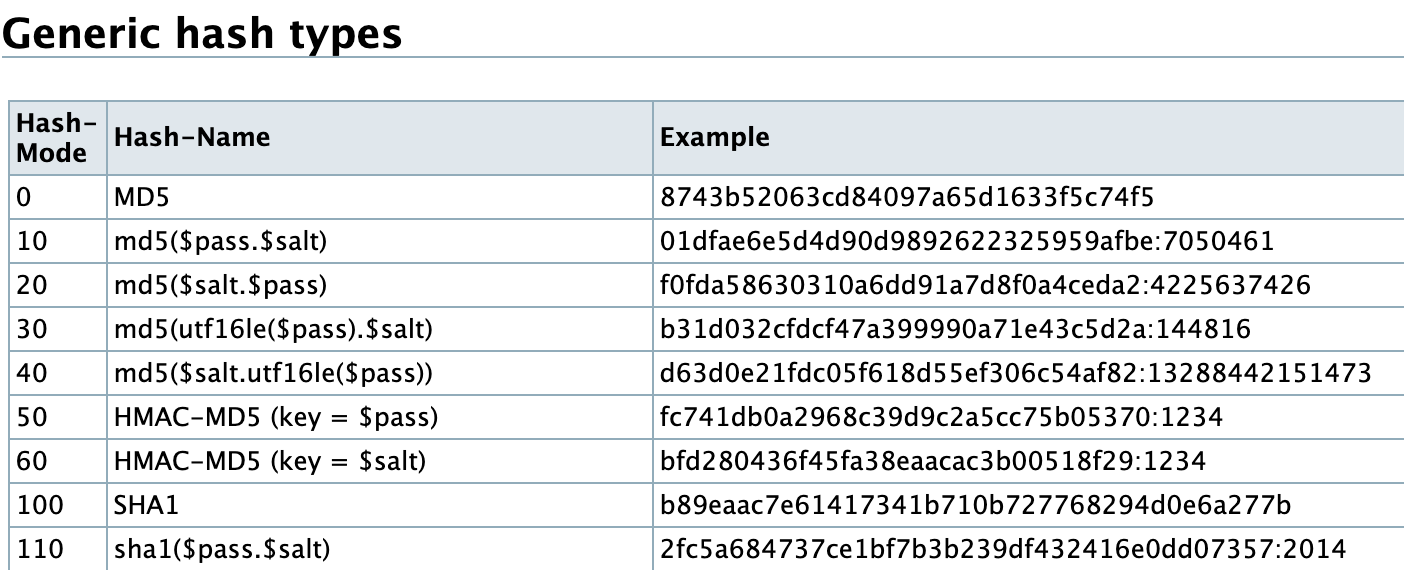 Generic hash types
Hash-Mode Hash-Name Example
0 MD5 8743b52063cd84097a65d1633f5c74f5
10 md5($pass.$salt) 01dfae6e5d4d90d9892622325959afbe:7050461
20 md5($salt.$pass) f0fda58630310a6dd91a7d8f0a4ceda2:4225637426
30 md5(utf16le($pass).$salt) b31d032cfdcf47a399990a71e43c5d2a:144816
40 md5($salt.utf16le($pass)) d63d0e21fdc05f618d55ef306c54af82:13288442151473
50 HMAC-MD5 (key = $pass) fc741db0a2968c39d9c2a5cc75b05370:1234
60 HMAC-MD5 (key = $salt) bfd280436f45fa38eaacac3b00518f29:1234
100 SHA1 b89eaac7e61417341b710b727768294d0e6a277b
110 sha1($pass.$salt) 2fc5a684737ce1bf7b3b239df432416e0dd07357:2014